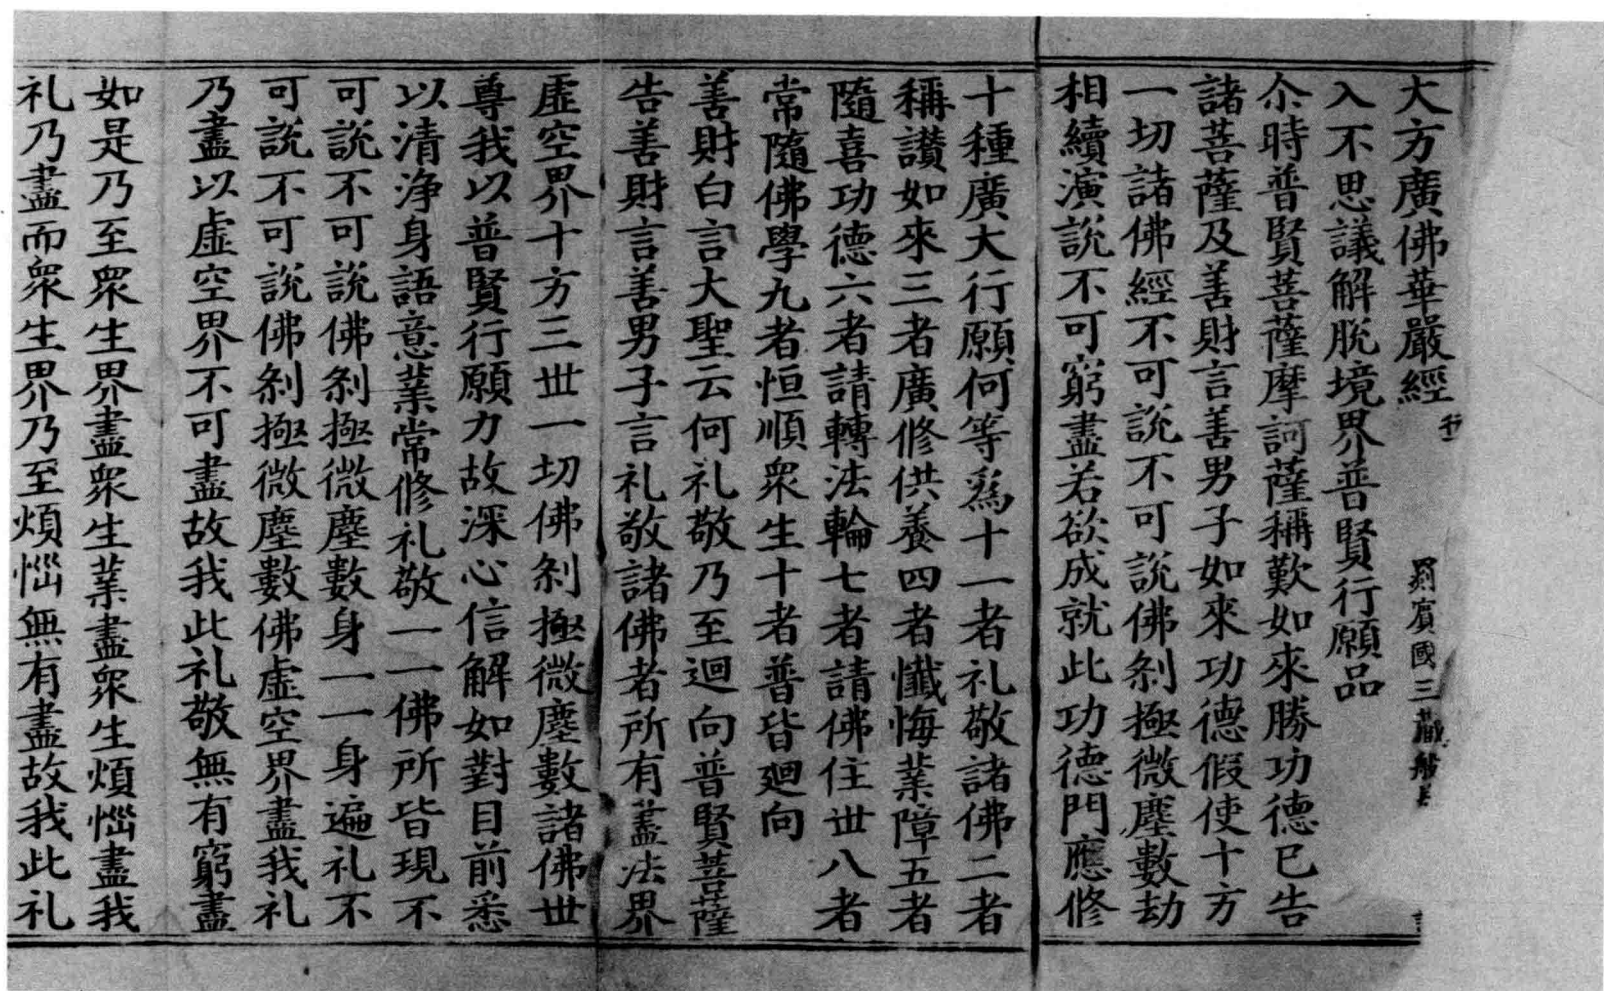 大方廣佛華嚴經 行 罽賓國三藏般若
入不思議解脫境界普賢行願品
尒時普賢菩薩摩訶薩稱歎如來勝功德已告
諸菩薩及善財言善男子如來功德假使十方
一切諸佛經不可說不可說佛剎極微塵數劫
相續演說不可窮盡若欲成就此功德門應修
十種廣大行願何等爲十一者礼敬諸佛二者
稱讃如來三者廣修供養四者懺悔業障五者
隨喜功德六者請轉法輪七者請佛住世八者
常隨佛學九者恒順衆生十者普皆廻向
善財白言大聖云何礼敬乃至迴向普賢菩薩
告善財言善男子言礼敬諸佛者所有盡法界
虛空界十方三世一切佛剎極微塵數諸佛世
尊我以普賢行願力故深心信解如對目前悉
以清淨身語意業常修礼敬一一佛所皆現不
可說不可說佛剎極微塵數身一一身遍礼不
可說不可說佛剎極微塵數佛虛空界盡我礼
乃盡以虛空界不可盡故我此礼敬無有窮盡
如是乃至衆生界盡衆生業盡衆生煩惱盡我
礼乃盡而衆生界乃至煩惱無有盡故我此礼